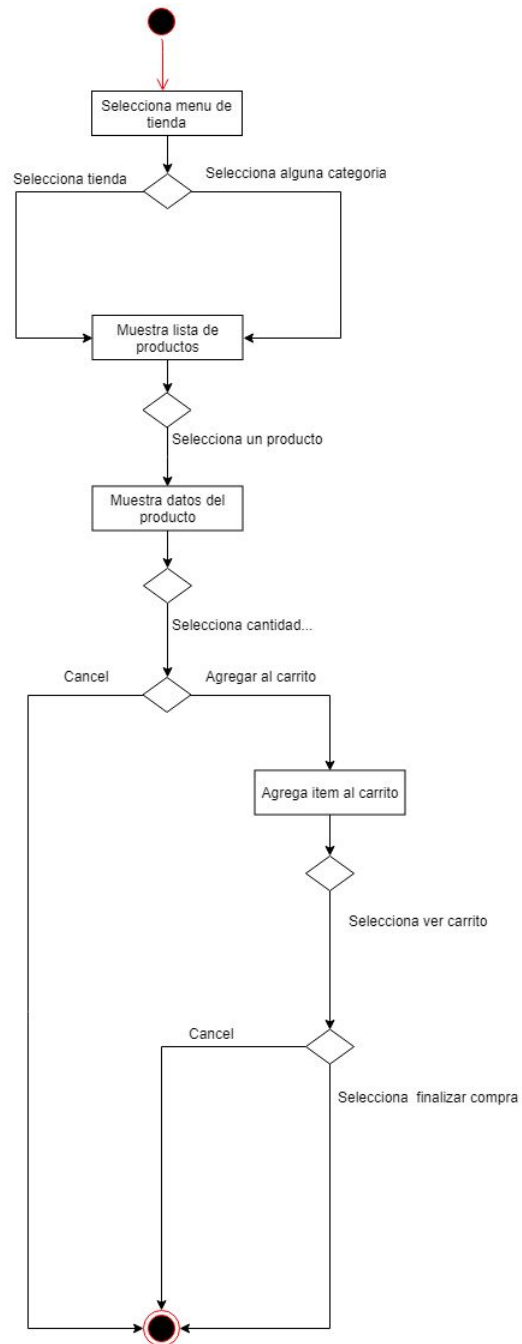 Selecciona menu de
tienda
Selecciona tienda
Selecciona alguna categoria
Muestra lista de
productos
Selecciona un producto
Muestra datos del
producto
Selecciona cantidad...
Cancel
Agregar al carrito
Agrega item al carrito
Selecciona ver carrito
Cancel
Selecciona finalizar compra